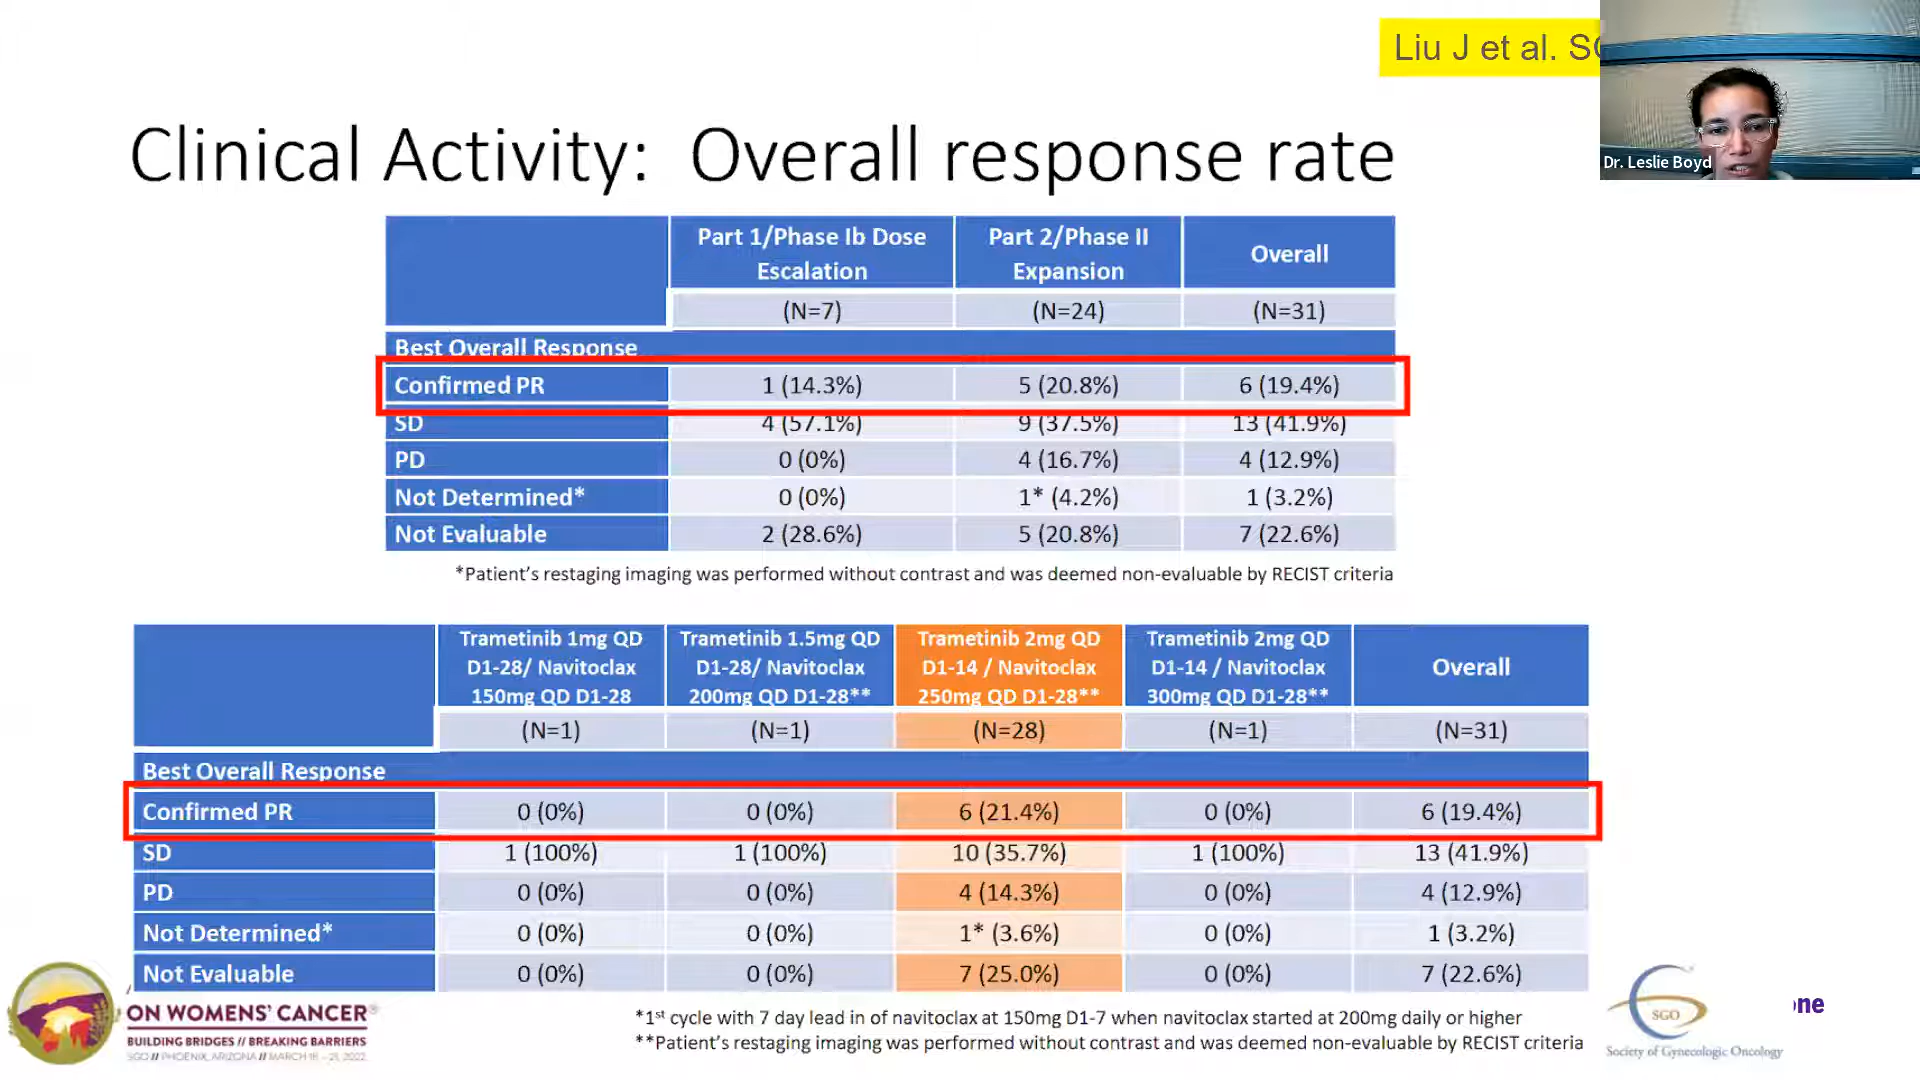 Liu J et al.
Dr. Leslie Boyd
Clinical Activity: Overall response rate
Part 1/Phase Ib Dose Escalation Part 2/Phase II Expansion Overall
(N=7) (N=24) (N=31)
Best Overall Response
Confirmed PR 1 (14.3%) 5 (20.8%) 6 (19.4%)
SD 4 (57.1%) 9 (37.5%) 13 (41.9%)
PD 0 (0%) 4 (16.7%) 4 (12.9%)
Not Determined* 0 (0%) 1* (4.2%) 1 (3.2%)
Not Evaluable 2 (28.6%) 5 (20.8%) 7 (22.6%)
*Patient's restaging imaging was performed without contrast and was deemed non-evaluable by RECIST criteria
Trametinib 1mg QD Trametinib 1.5mg QD Trametinib 2mg QD Trametinib 2mg QD
D1-28/ Navitoclax D1-28/ Navitoclax D1-14 / Navitoclax D1-14 / Navitoclax Overall
150mg QD D1-28 200mg QD D1-28** 250mg QD D1-28** 300mg QD D1-28**
(N=1) (N=1) (N=28) (N=1) (N=31)
Best Overall Response
Confirmed PR 0 (0%) 0 (0%) 6 (21.4%) 0 (0%) 6 (19.4%)
SD 1 (100%) 1 (100%) 10 (35.7%) 1 (100%) 13 (41.9%)
PD 0 (0%) 0 (0%) 4 (14.3%) 0 (0%) 4 (12.9%)
Not Determined* 0 (0%) 0 (0%) 1* (3.6%) 0 (0%) 1 (3.2%)
Not Evaluable 0 (0%) 0 (0%) 7 (25.0%) 0 (0%) 7 (22.6%)
ON WOMENS' CANCER®
BUILDING BRIDGES // BREAKING BARRIERS
SGO // PHOENIX, ARIZONA // MARCH 18 – 21, 2022
*1st cycle with 7 day lead in of navitoclax at 150mg D1-7 when navitoclax started at 200mg daily or higher
**Patient's restaging imaging was performed without contrast and was deemed non-evaluable by RECIST criteria
SGO
Society of Gynecologic Oncology